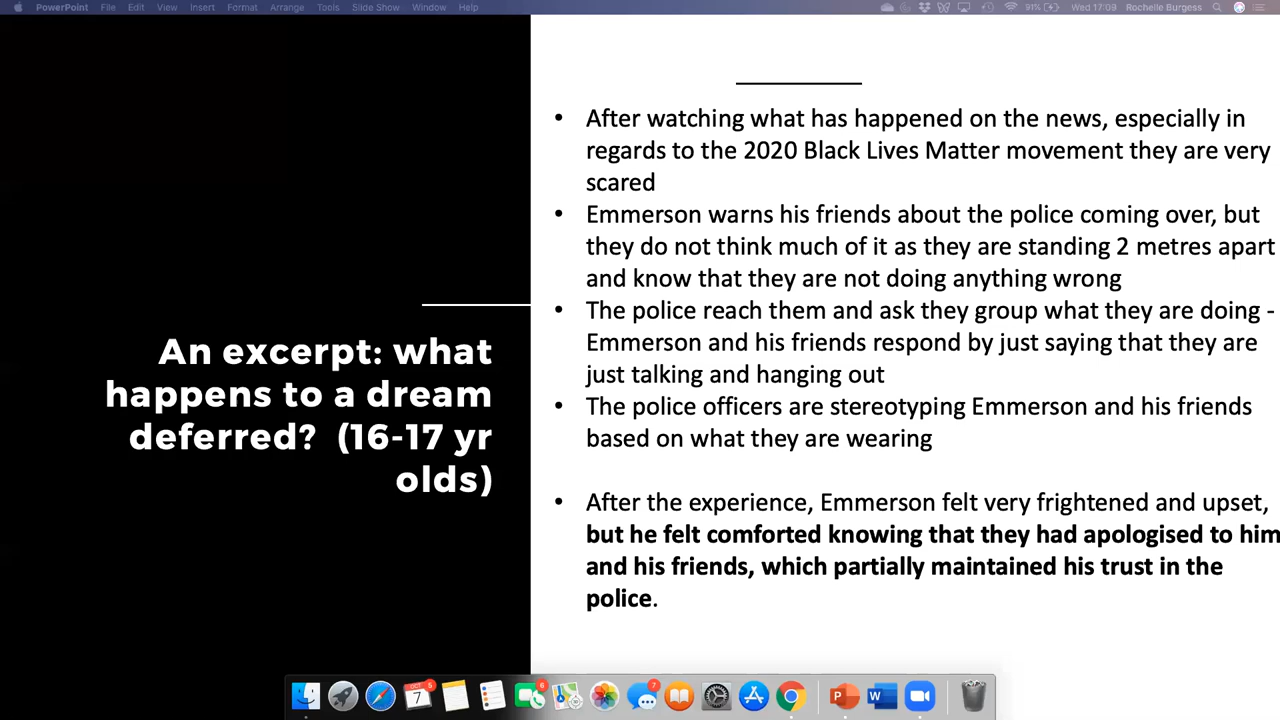 PowerPoint File Edit View Insert Format Arrange Tools Slide Show Window Help 91% Wed 17:09 Rochelle Burgess
An excerpt: what
happens to a dream
deferred? (16-17 yr
olds)
• After watching what has happened on the news, especially in
regards to the 2020 Black Lives Matter movement they are very
scared
• Emmerson warns his friends about the police coming over, but
they do not think much of it as they are standing 2 metres apart
and know that they are not doing anything wrong
• The police reach them and ask they group what they are doing -
Emmerson and his friends respond by just saying that they are
just talking and hanging out
• The police officers are stereotyping Emmerson and his friends
based on what they are wearing
• After the experience, Emmerson felt very frightened and upset,
but he felt comforted knowing that they had apologised to him
and his friends, which partially maintained his trust in the
police.
OCT 7 5 6 7 P W